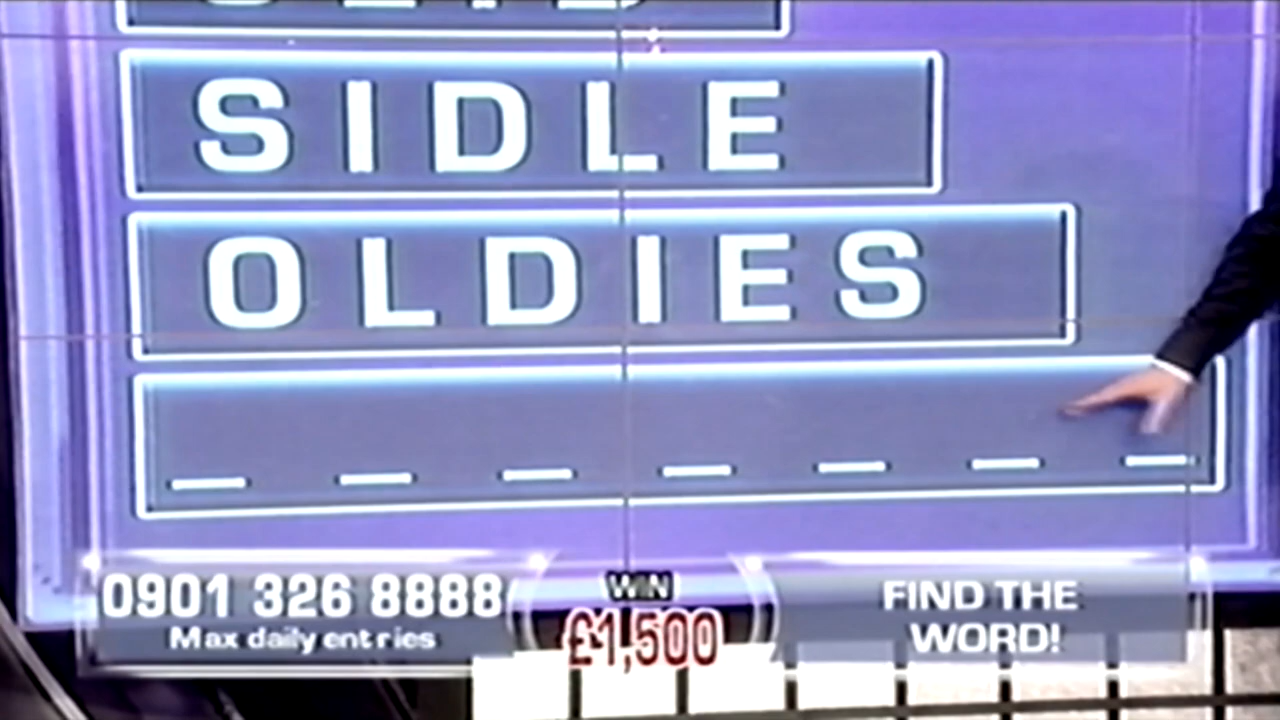 SIDLE
OLDIES
0901 326 8888
Max daily entries
WIN
£1,500
FIND THE
WORD!